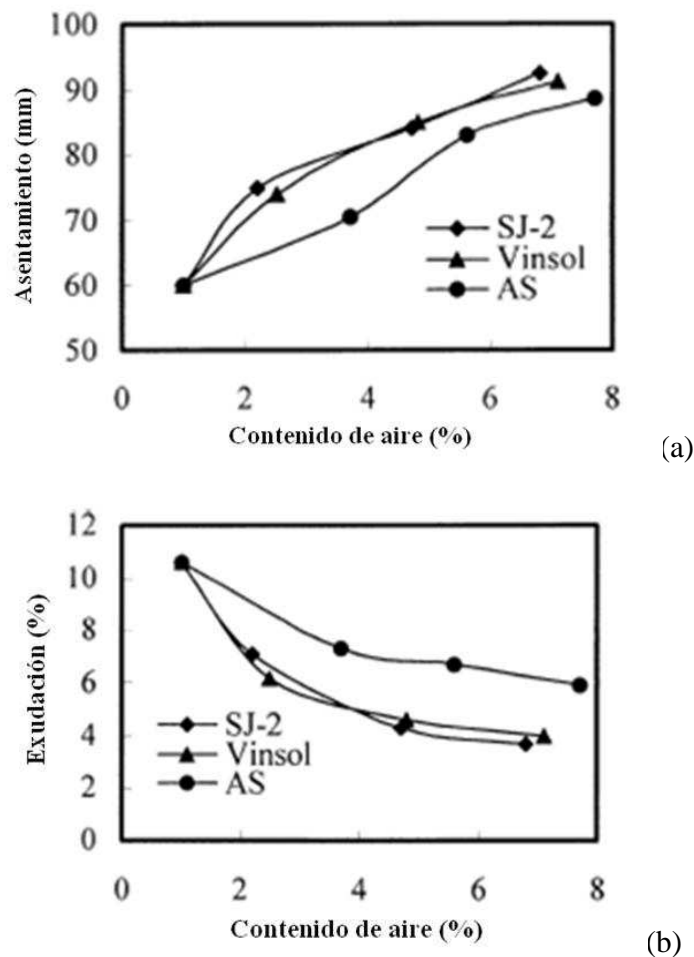 100
90
80
70
60
50
Asentamiento (mm)
SJ-2
Vinsol
AS
0 2 4 6 8
Contenido de aire (%)
(a)
12
10
8
6
4
2
0
Exudación (%)
SJ-2
Vinsol
AS
0 2 4 6 8
Contenido de aire (%)
(b)